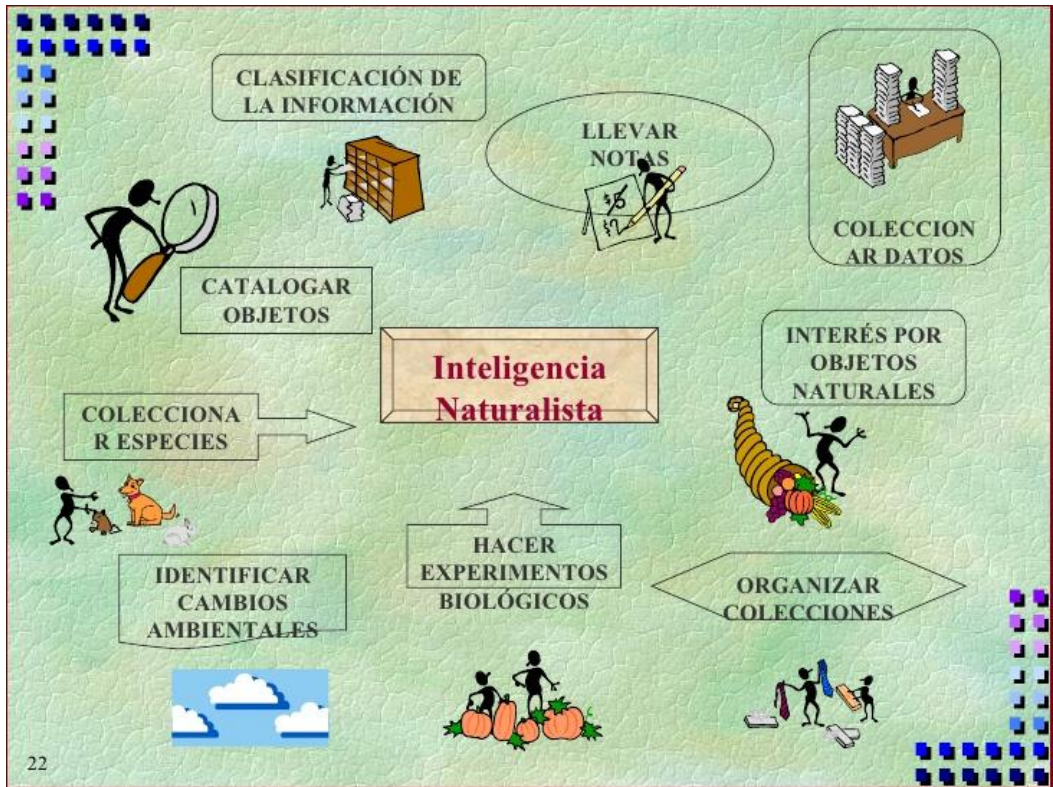 CLASIFICACIÓN DE
LA INFORMACIÓN
LLEVAR
NOTAS
COLECCION
AR DATOS
CATALOGAR
OBJETOS
Inteligencia
Naturalista
INTERÉS POR
OBJETOS
NATURALES
COLECCIONA
R ESPECIES
IDENTIFICAR
CAMBIOS
AMBIENTALES
HACER
EXPERIMENTOS
BIOLÓGICOS
ORGANIZAR
COLECCIONES
22